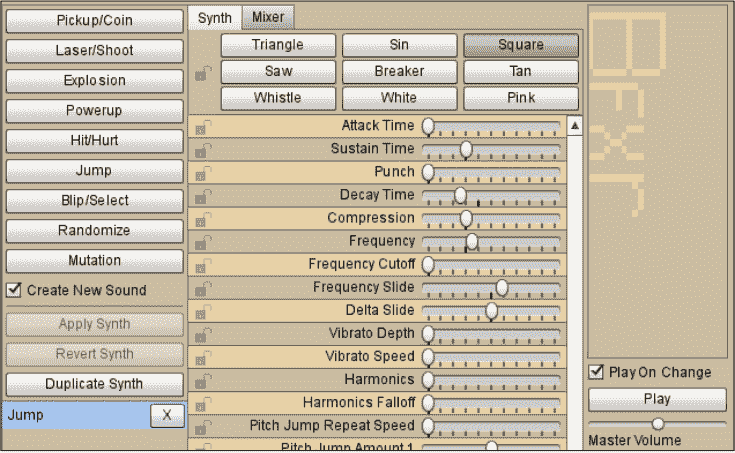 Pickup/Coin
Laser/Shoot
Explosion
Powerup
Hit/Hurt
Jump
Blip/Select
Randomize
Mutation
Create New Sound
Apply Synth
Revert Synth
Duplicate Synth
Jump X
Synth Mixer
Triangle Sin Square
Saw Breaker Tan
Whistle White Pink
Attack Time
Sustain Time
Punch
Decay Time
Compression
Frequency
Frequency Cutoff
Frequency Slide
Delta Slide
Vibrato Depth
Vibrato Speed
Harmonics
Harmonics Falloff
Pitch Jump Repeat Speed
Pitch Jump Amount 1
Bfxr
Play On Change
Play
Master Volume